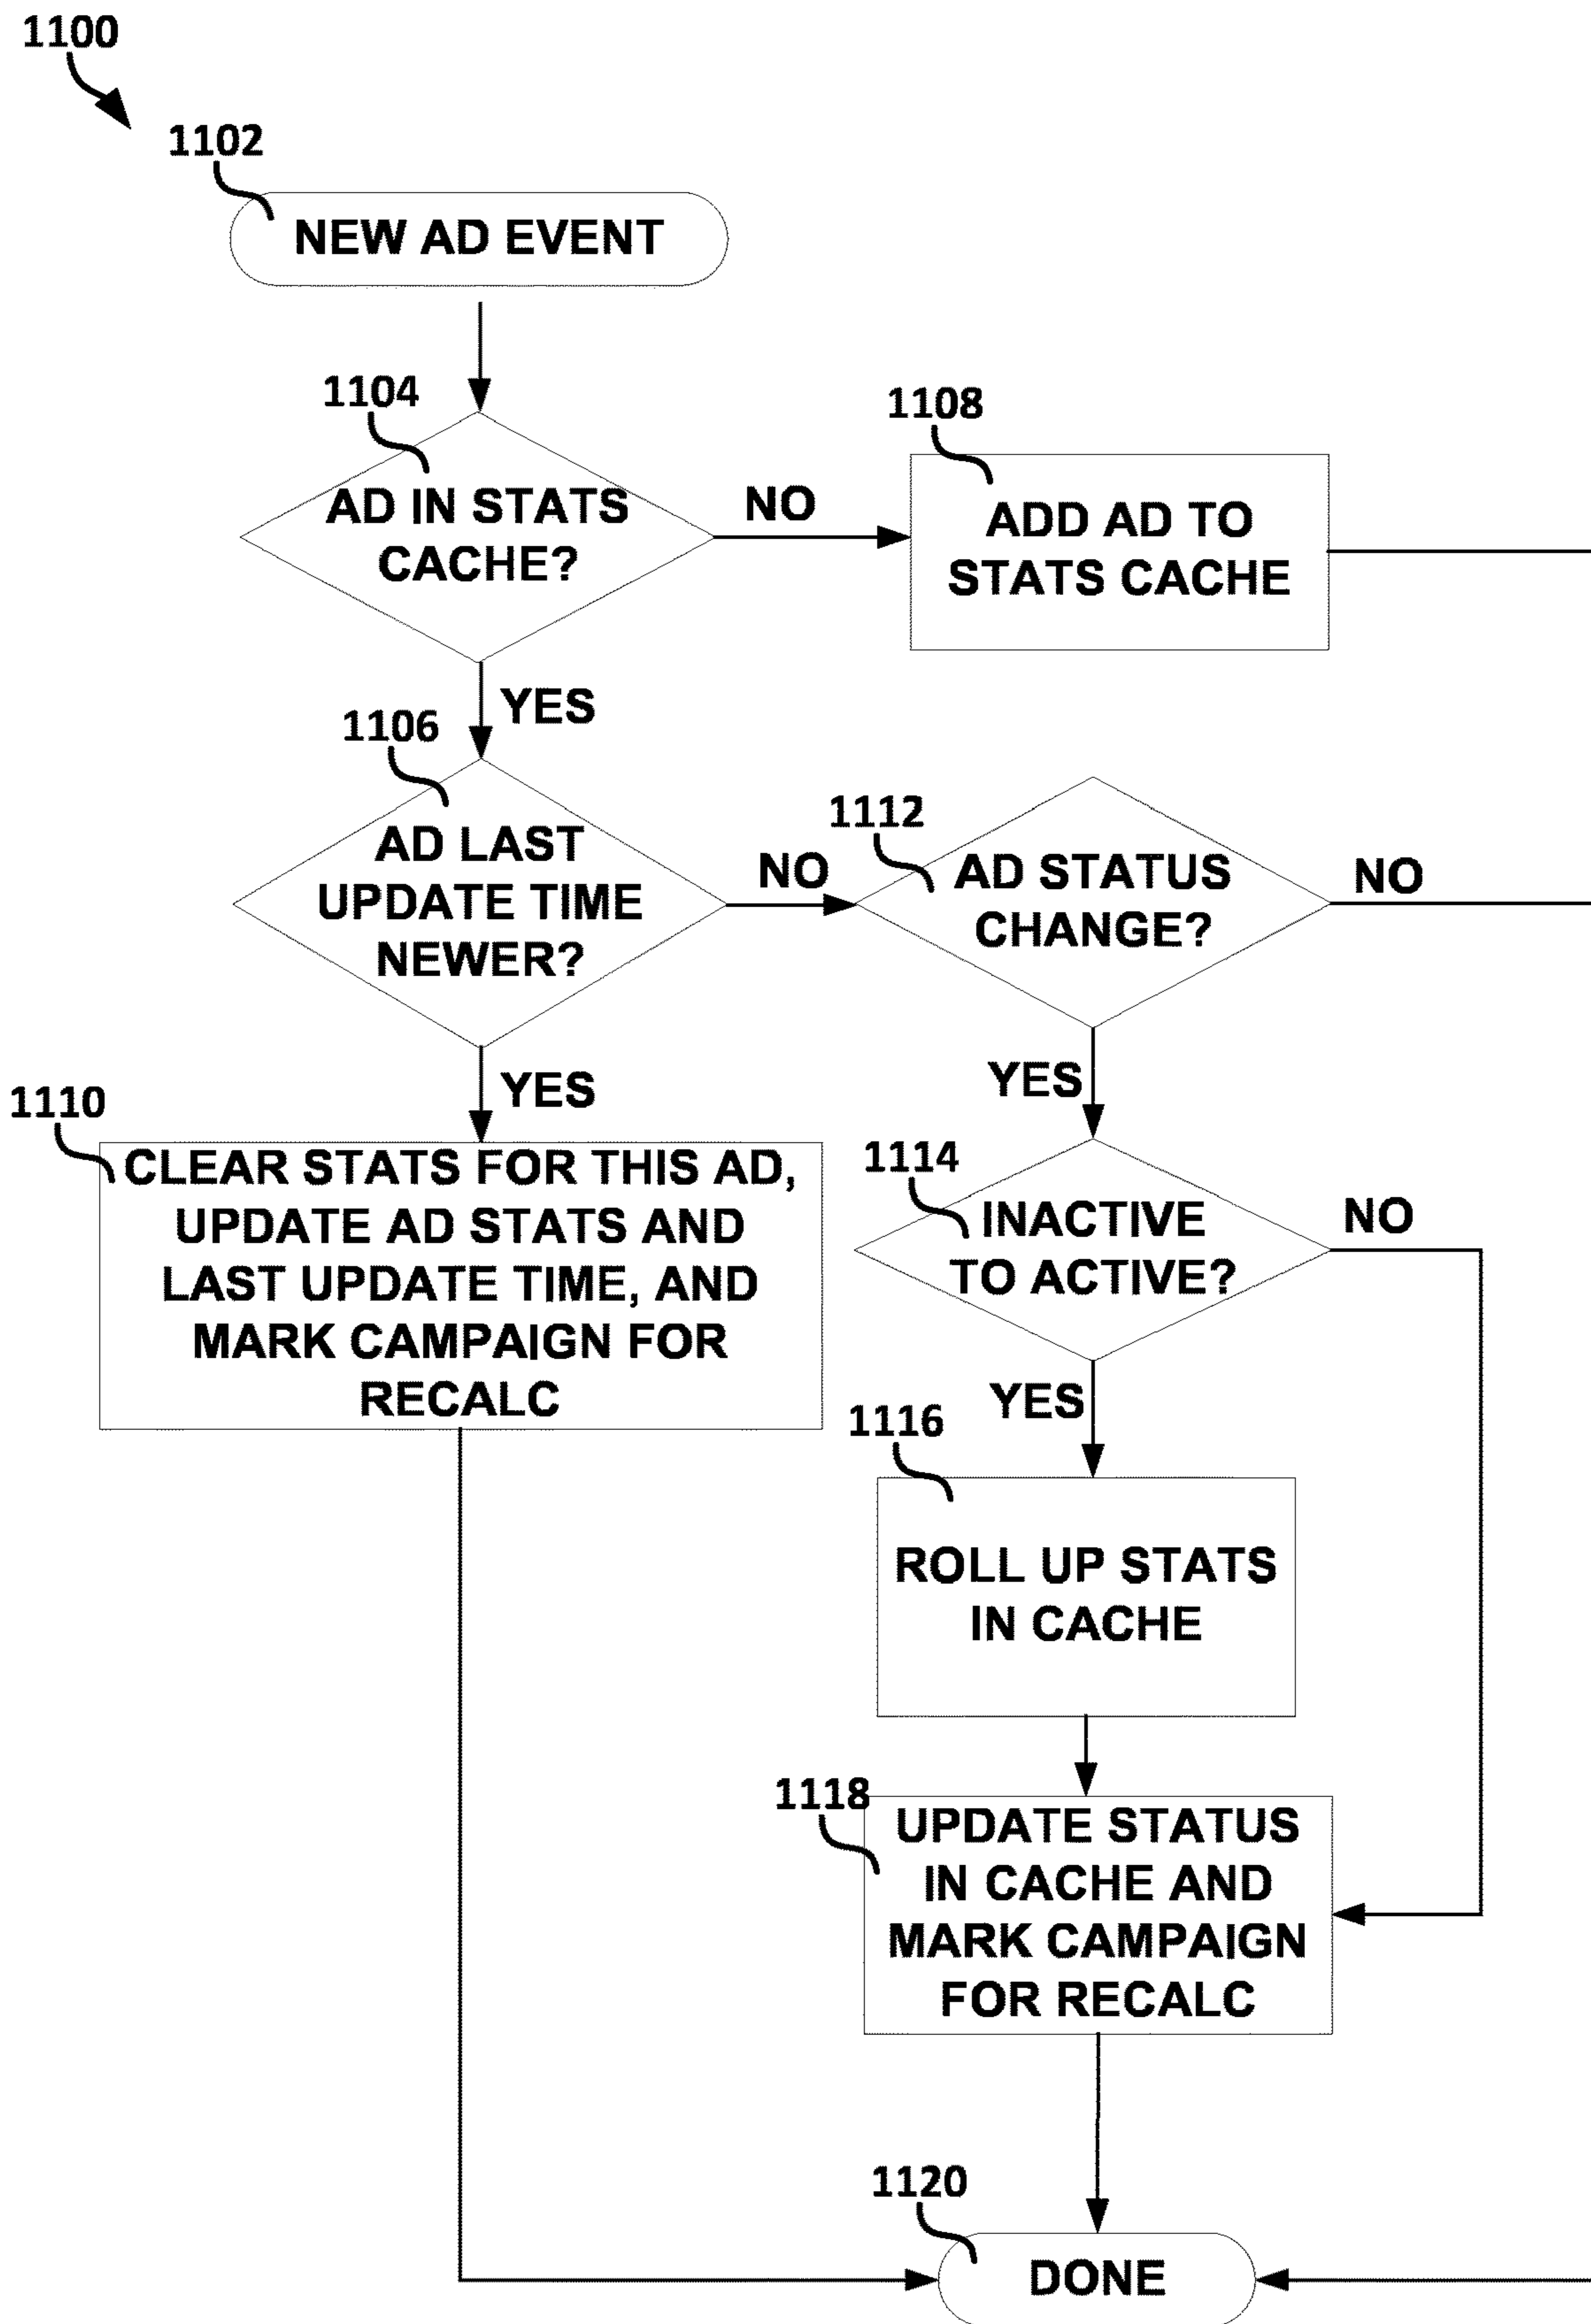 1100
1102
NEW AD EVENT
1104
AD IN STATS
CACHE?
NO
1108
ADD AD TO
STATS CACHE
YES
1106
AD LAST
UPDATE TIME
NEWER?
NO
1112
AD STATUS
CHANGE?
NO
YES
1110
CLEAR STATS FOR THIS AD,
UPDATE AD STATS AND
LAST UPDATE TIME, AND
MARK CAMPAIGN FOR
RECALC
YES
1114
INACTIVE
TO ACTIVE?
NO
YES
1116
ROLL UP STATS
IN CACHE
1118
UPDATE STATUS
IN CACHE AND
MARK CAMPAIGN
FOR RECALC
1120
DONE